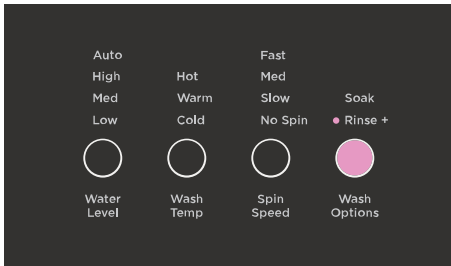 Auto
High
Med
Low
Hot
Warm
Cold
Fast
Med
Slow
No Spin
Soak
Rinse +
Water
Level
Wash
Temp
Spin
Speed
Wash
Options